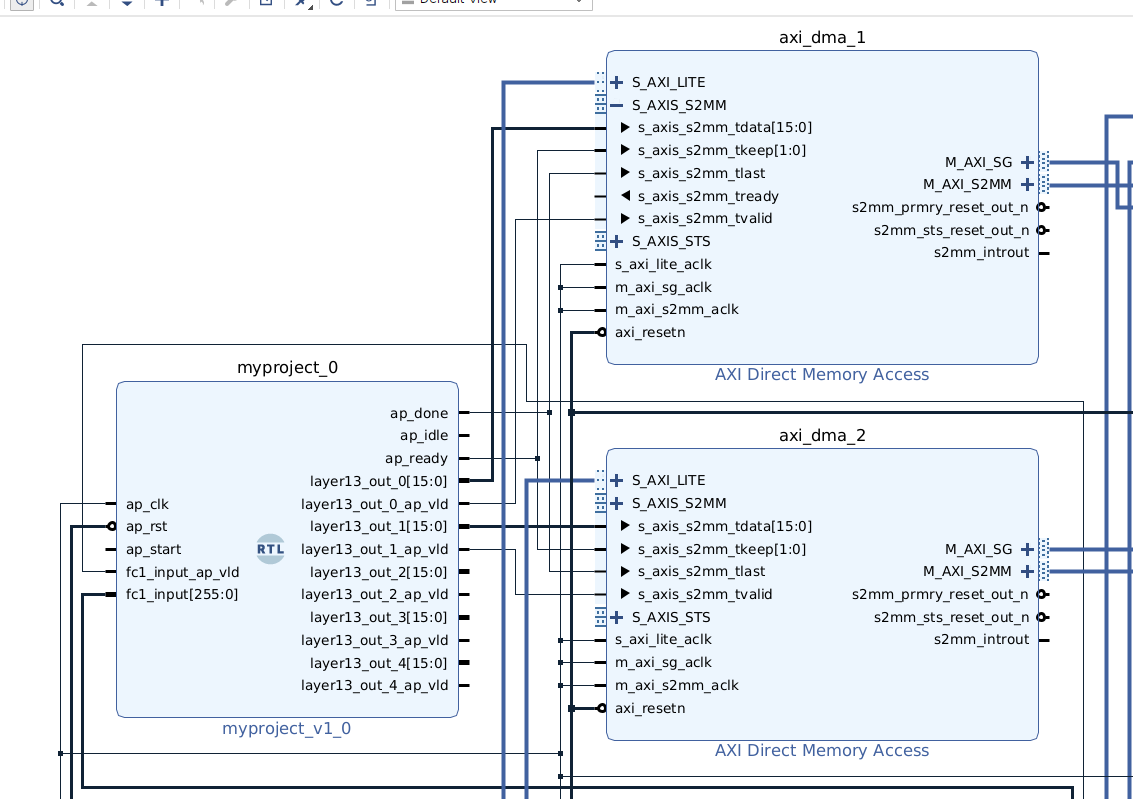 Default View
axi_dma_1
S_AXI_LITE
S_AXIS_S2MM
s_axis_s2mm_tdata[15:0]
s_axis_s2mm_tkeep[1:0]
s_axis_s2mm_tlast
s_axis_s2mm_tready
s_axis_s2mm_tvalid
S_AXIS_STS
s_axi_lite_aclk
m_axi_sg_aclk
m_axi_s2mm_aclk
axi_resetn
M_AXI_SG
M_AXI_S2MM
s2mm_prmry_reset_out_n
s2mm_sts_reset_out_n
s2mm_introut
AXI Direct Memory Access
myproject_0
ap_clk
ap_rst
ap_start
fc1_input_ap_vld
fc1_input[255:0]
RTL
ap_done
ap_idle
ap_ready
layer13_out_0[15:0]
layer13_out_0_ap_vld
layer13_out_1[15:0]
layer13_out_1_ap_vld
layer13_out_2[15:0]
layer13_out_2_ap_vld
layer13_out_3[15:0]
layer13_out_3_ap_vld
layer13_out_4[15:0]
layer13_out_4_ap_vld
myproject_v1_0
axi_dma_2
S_AXI_LITE
S_AXIS_S2MM
s_axis_s2mm_tdata[15:0]
s_axis_s2mm_tkeep[1:0]
s_axis_s2mm_tlast
s_axis_s2mm_tvalid
S_AXIS_STS
s_axi_lite_aclk
m_axi_sg_aclk
m_axi_s2mm_aclk
axi_resetn
M_AXI_SG
M_AXI_S2MM
s2mm_prmry_reset_out_n
s2mm_sts_reset_out_n
s2mm_introut
AXI Direct Memory Access